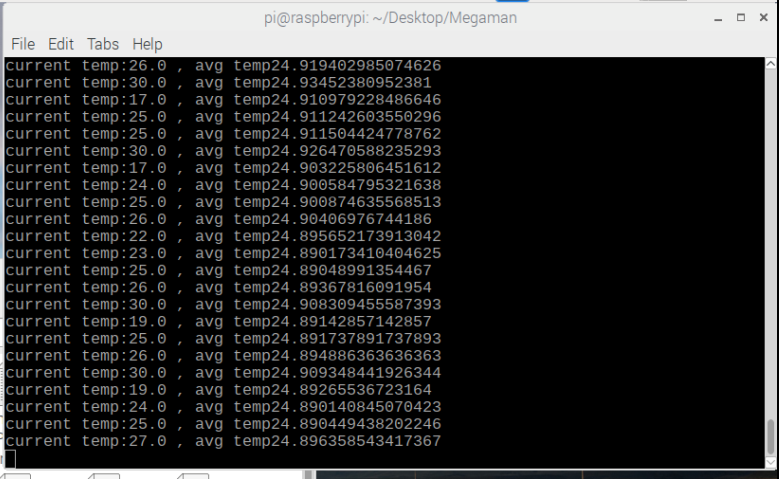 pi@raspberrypi: ~/Desktop/Megaman
File Edit Tabs Help
current temp:26.0 , avg temp24.919402985074626
current temp:30.0 , avg temp24.93452380952381
current temp:17.0 , avg temp24.910979228486646
current temp:25.0 , avg temp24.911242603550296
current temp:25.0 , avg temp24.911504424778762
current temp:30.0 , avg temp24.926470588235293
current temp:17.0 , avg temp24.903225806451612
current temp:24.0 , avg temp24.900584795321638
current temp:25.0 , avg temp24.900874635568513
current temp:26.0 , avg temp24.90406976744186
current temp:22.0 , avg temp24.895652173913042
current temp:23.0 , avg temp24.890173410404625
current temp:25.0 , avg temp24.89048991354467
current temp:26.0 , avg temp24.89367816091954
current temp:30.0 , avg temp24.908309455587393
current temp:19.0 , avg temp24.89142857142857
current temp:25.0 , avg temp24.891737891737893
current temp:26.0 , avg temp24.894886363636363
current temp:30.0 , avg temp24.909348441926344
current temp:19.0 , avg temp24.89265536723164
current temp:24.0 , avg temp24.890140845070423
current temp:25.0 , avg temp24.890449438202246
current temp:27.0 , avg temp24.896358543417367